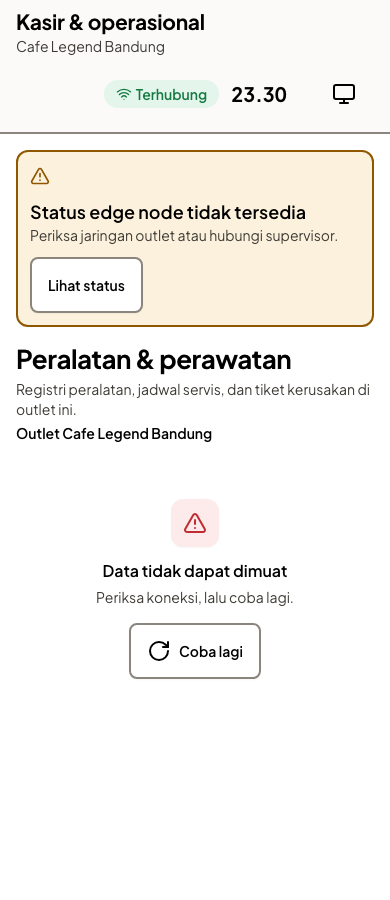 Kasir & operasional
Cafe Legend Bandung
Terhubung
23.30
Status edge node tidak tersedia
Periksa jaringan outlet atau hubungi supervisor.
Lihat status
Peralatan & perawatan
Registri peralatan, jadwal servis, dan tiket kerusakan di
outlet ini.
Outlet Cafe Legend Bandung
Data tidak dapat dimuat
Periksa koneksi, lalu coba lagi.
Coba lagi